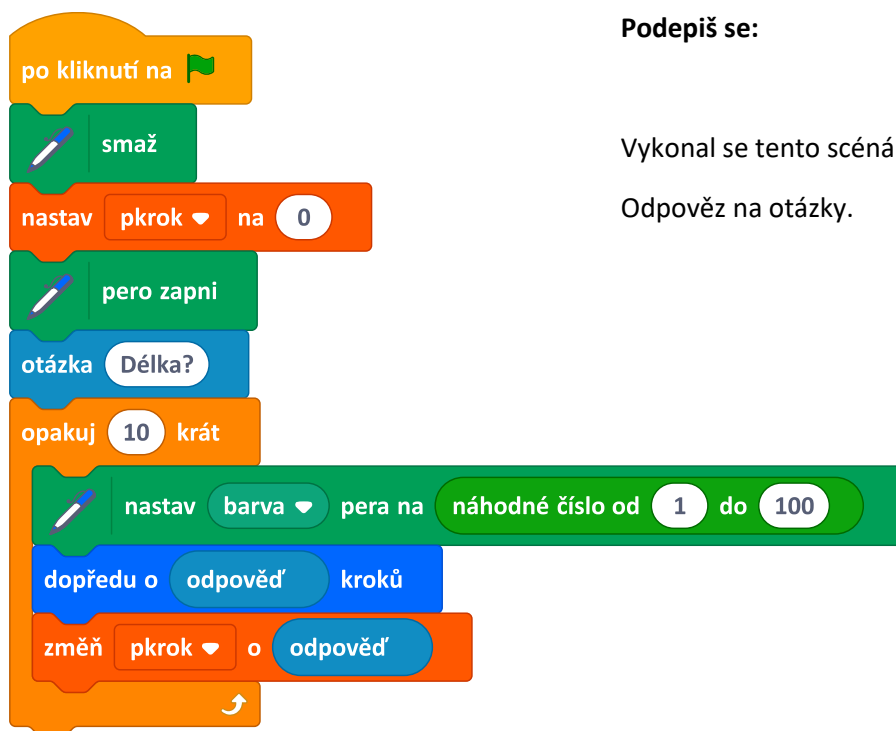 Podepiš se:
po kliknutí na
smaž
Vykonal se tento scéná
nastav pkrok na 0
Odpověz na otázky.
pero zapni
otázka Délka?
opakuj 10 krát
nastav barva pera na náhodné číslo od 1 do 100
dopředu o odpověď kroků
změň pkrok o odpověď